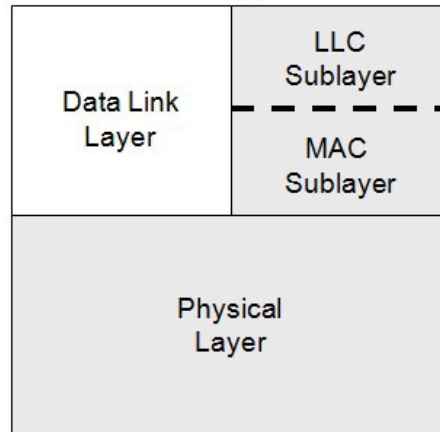 Data Link
Layer
LLC
Sublayer
MAC
Sublayer
Physical
Layer